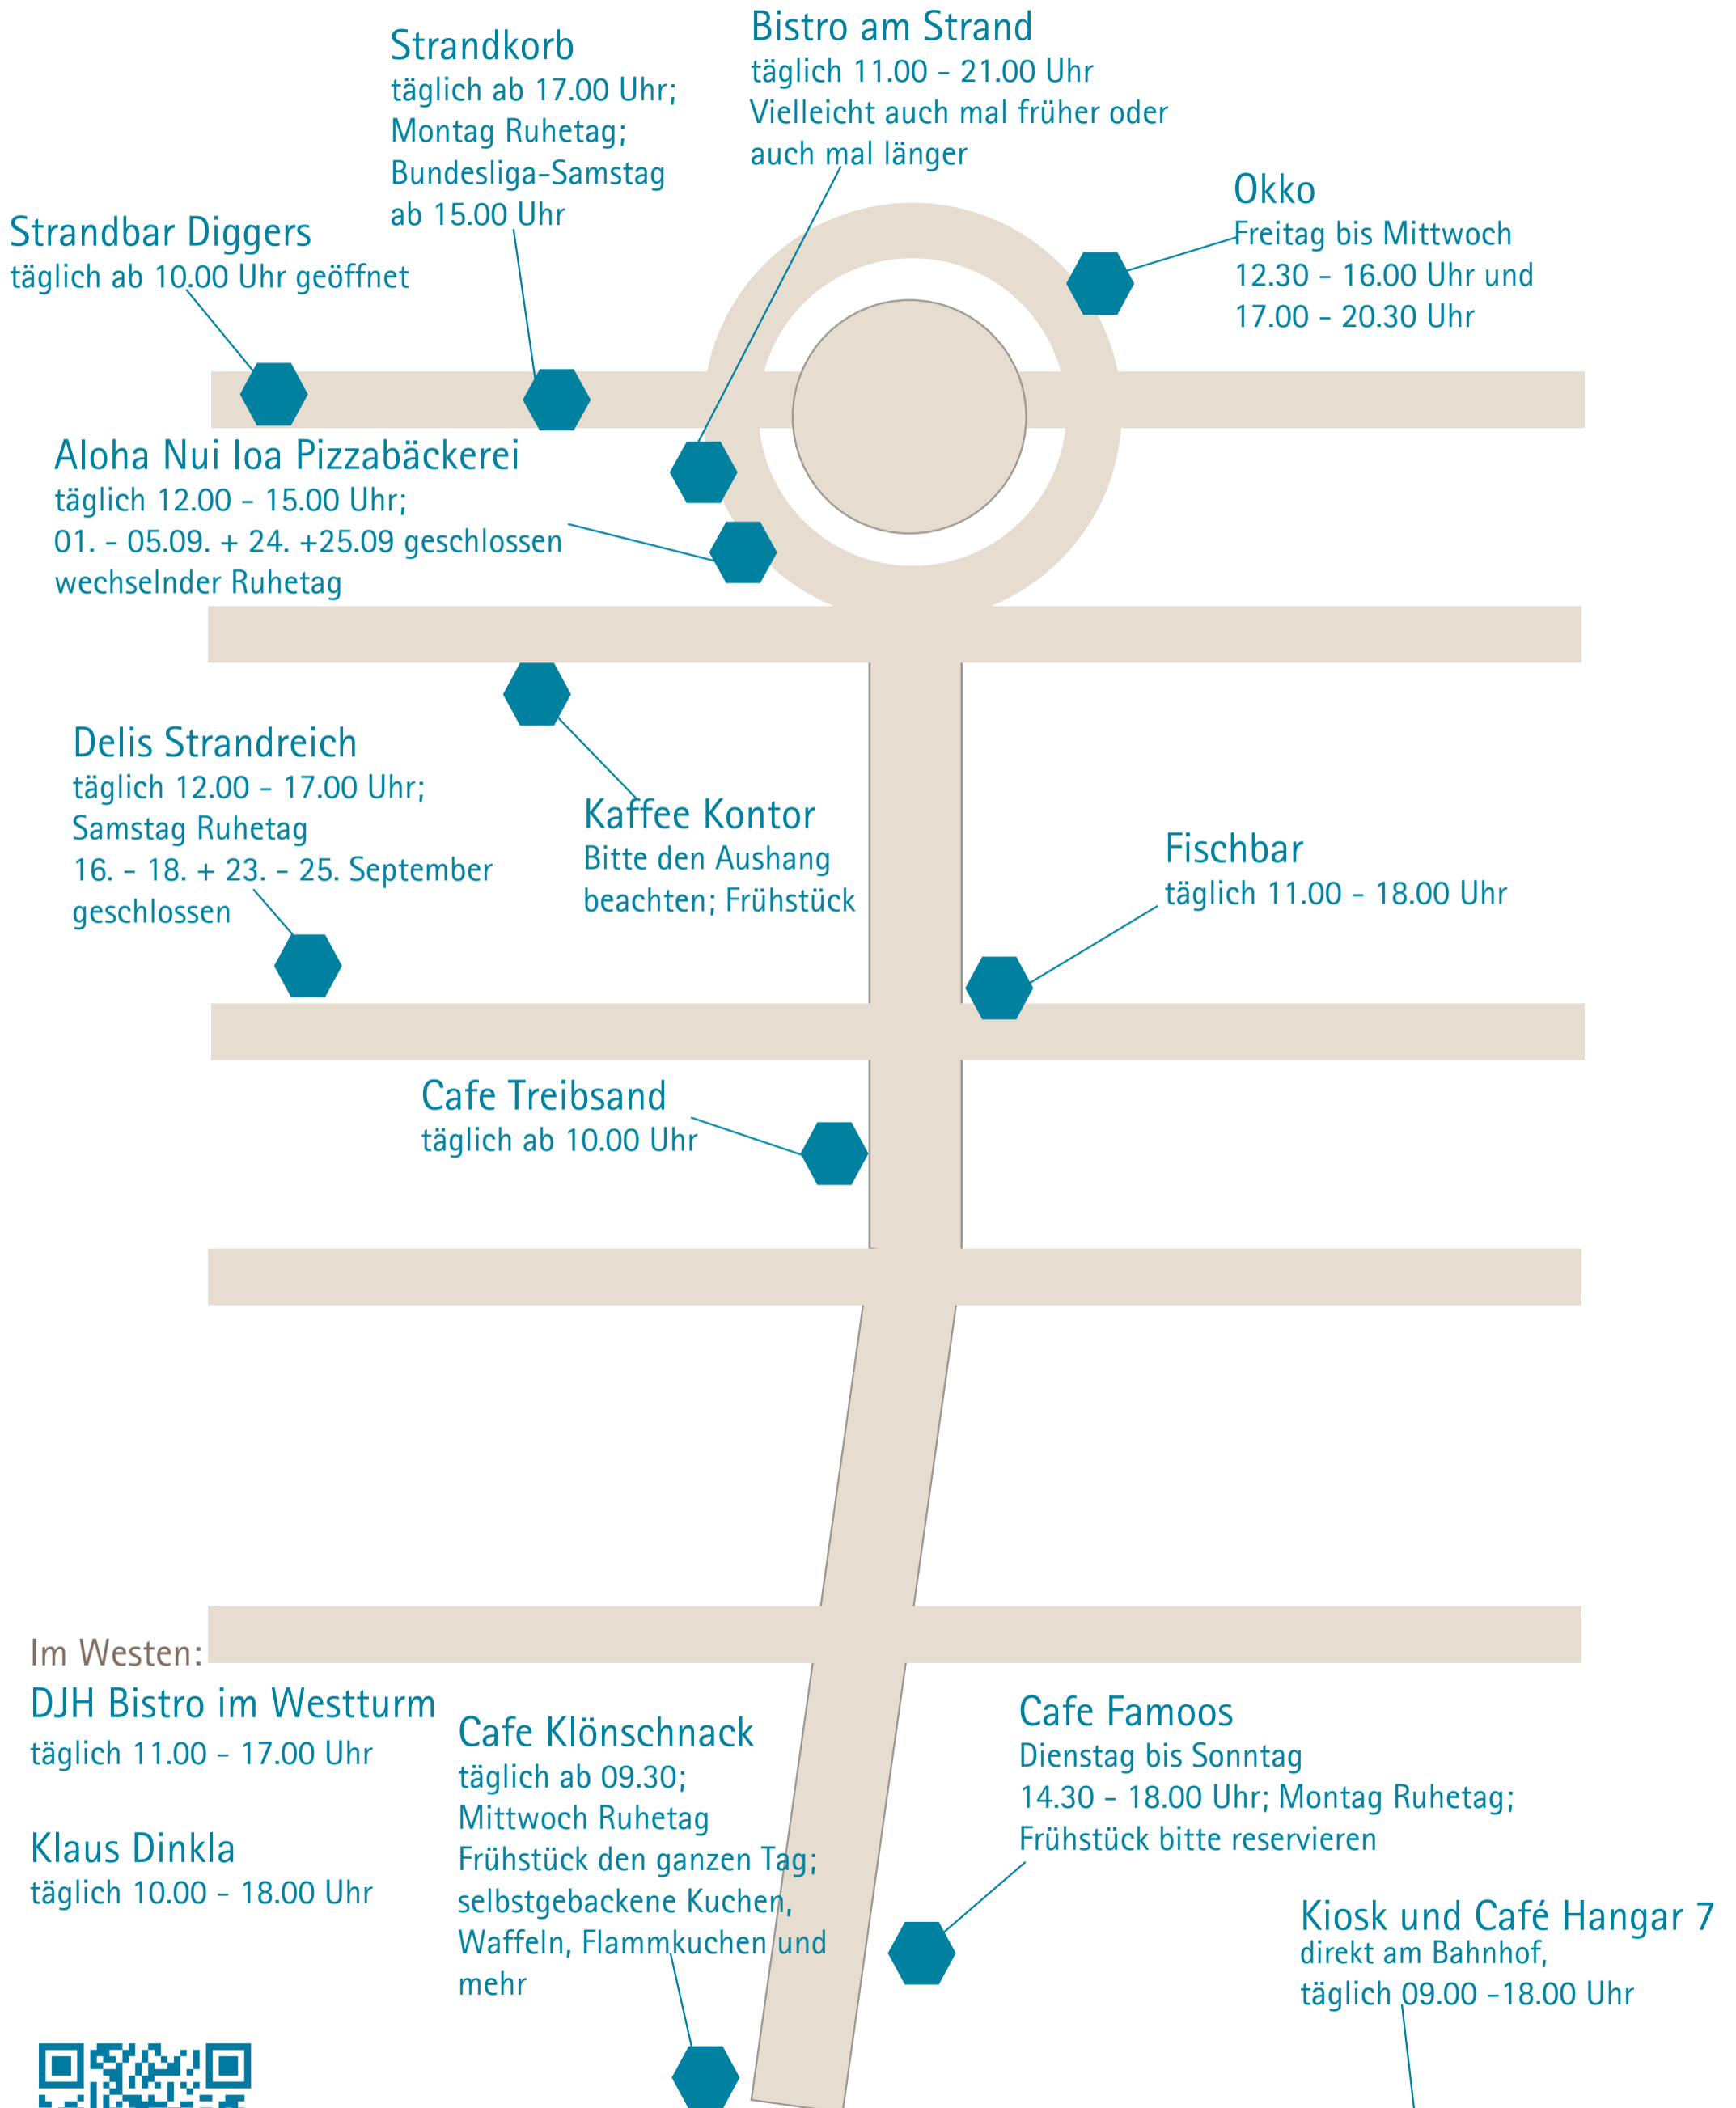 Bistro am Strand
täglich 11.00 - 21.00 Uhr
Vielleicht auch mal früher oder
auch mal länger
Strandkorb
täglich ab 17.00 Uhr;
Montag Ruhetag;
Bundesliga-Samstag
ab 15.00 Uhr
Okko
Freitag bis Mittwoch
12.30 - 16.00 Uhr und
17.00 - 20.30 Uhr
Strandbar Diggers
täglich ab 10.00 Uhr geöffnet
Aloha Nui loa Pizzabäckerei
täglich 12.00 - 15.00 Uhr;
01. - 05.09. + 24. +25.09 geschlossen
wechselnder Ruhetag
Delis Strandreich
täglich 12.00 - 17.00 Uhr;
Samstag Ruhetag
16. - 18. + 23. - 25. September
geschlossen
Kaffee Kontor
Bitte den Aushang
beachten; Frühstück
Fischbar
täglich 11.00 - 18.00 Uhr
Cafe Treibsand
täglich ab 10.00 Uhr
Im Westen:
DJH Bistro im Westturm
täglich 11.00 - 17.00 Uhr
Klaus Dinkla
täglich 10.00 - 18.00 Uhr
Cafe Klönschnack
täglich ab 09.30;
Mittwoch Ruhetag
Frühstück den ganzen Tag;
selbstgebackene Kuchen,
Waffeln, Flammkuchen und
mehr
Cafe Famoos
Dienstag bis Sonntag
14.30 - 18.00 Uhr; Montag Ruhetag;
Frühstück bitte reservieren
Kiosk und Café Hangar 7
direkt am Bahnhof,
täglich 09.00 -18.00 Uhr